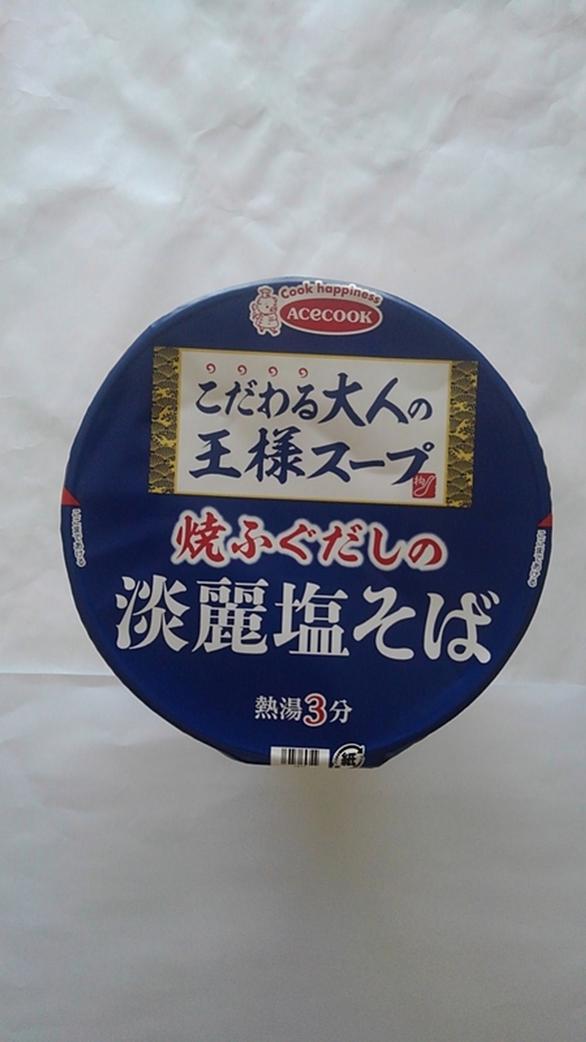 Cook happiness
ACECOOK
こだわる大人の
王様スープ
焼ふぐだしの
淡麗塩そば
熱湯3分
紙